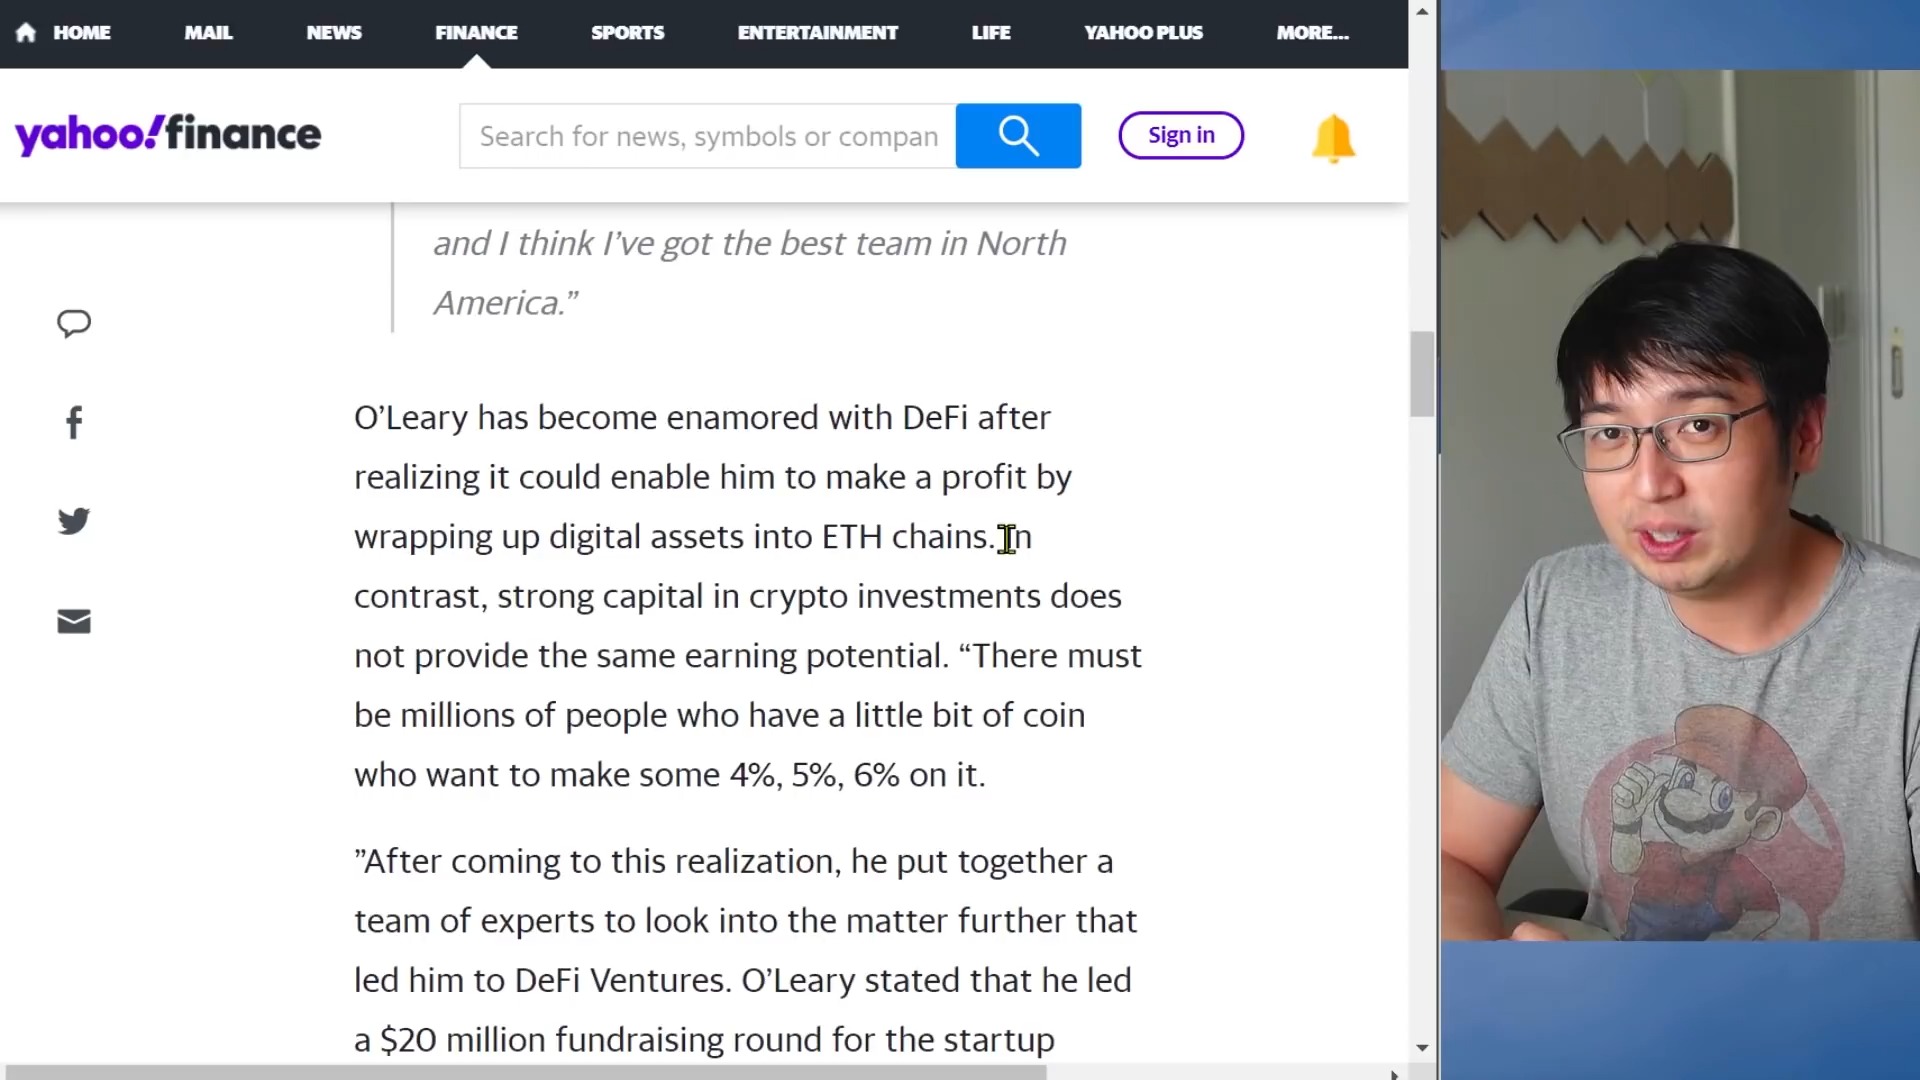 HOME MAIL NEWS FINANCE SPORTS ENTERTAINMENT LIFE YAHOO PLUS MORE...
yahoo!finance
Search for news, symbols or compan
Sign in
and I think I’ve got the best team in North
America.”
O’Leary has become enamored with DeFi after
realizing it could enable him to make a profit by
wrapping up digital assets into ETH chains. In
contrast, strong capital in crypto investments does
not provide the same earning potential. “There must
be millions of people who have a little bit of coin
who want to make some 4%, 5%, 6% on it.
”After coming to this realization, he put together a
team of experts to look into the matter further that
led him to DeFi Ventures. O’Leary stated that he led
a $20 million fundraising round for the startup